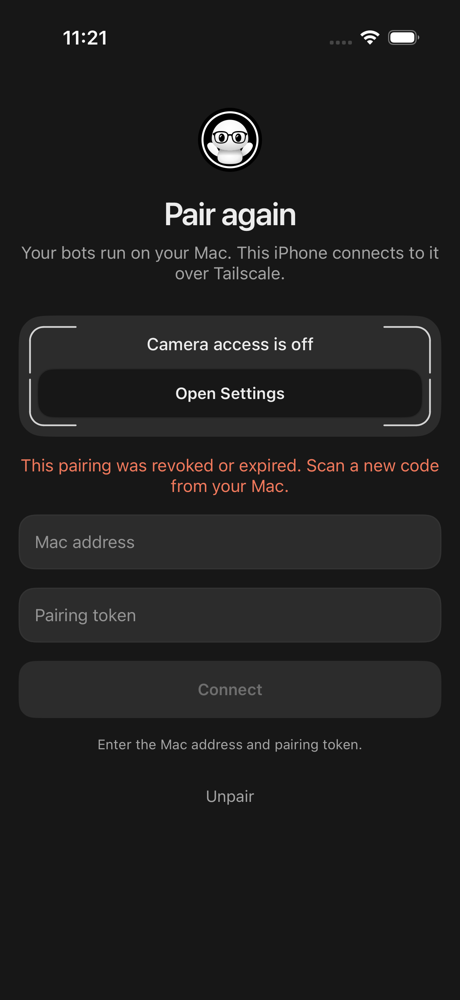 11:21
Pair again
Your bots run on your Mac. This iPhone connects to it
over Tailscale.
Camera access is off
Open Settings
This pairing was revoked or expired. Scan a new code
from your Mac.
Mac address
Pairing token
Connect
Enter the Mac address and pairing token.
Unpair